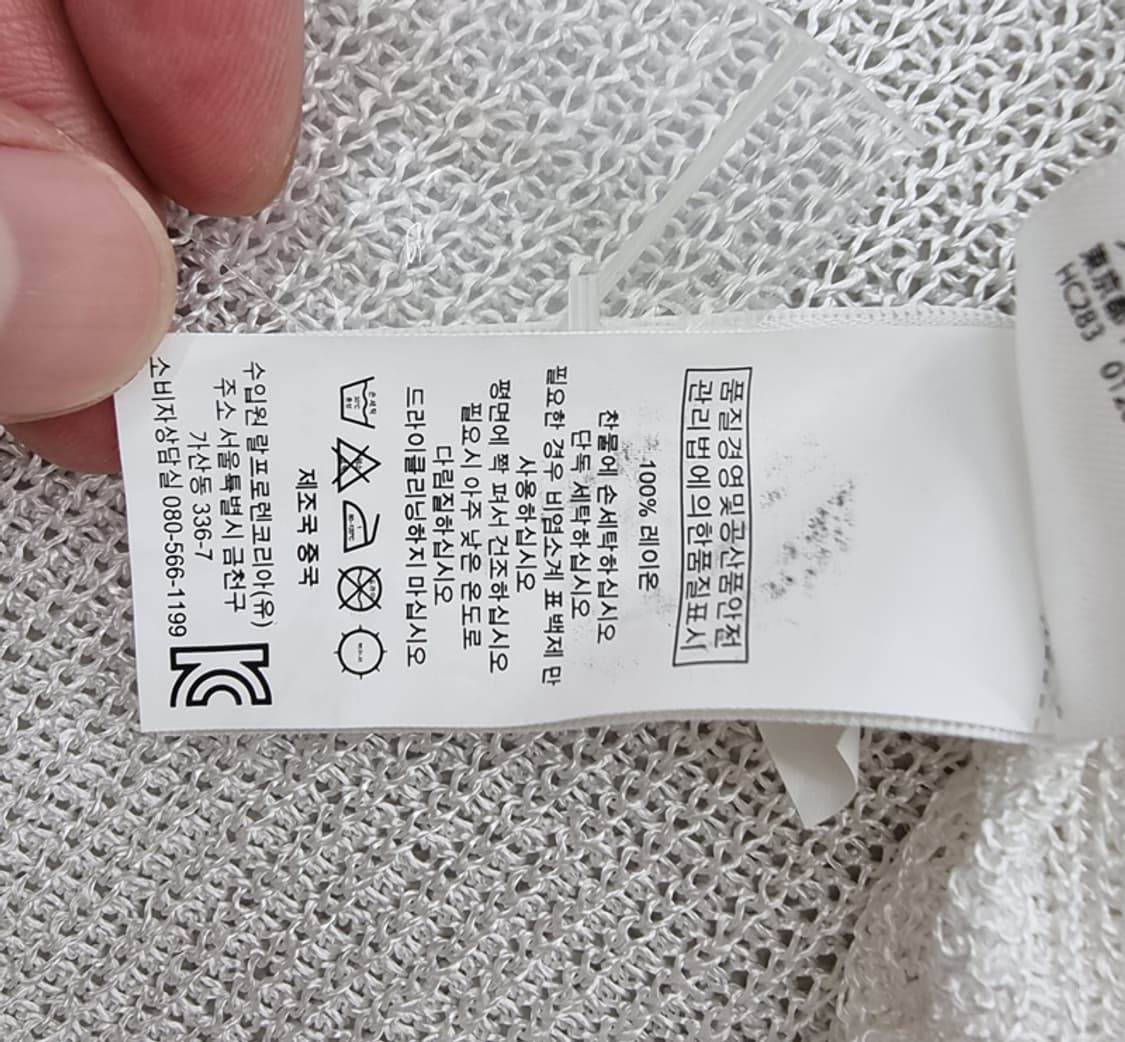 품질경영및공산품안전
관리법에의한품질표시
100% 레이온
찬물에 손세탁하십시오
단독 세탁하십시오
필요한 경우 비염소계 표백제 만
사용하십시오
평면에 쫙 펴서 건조하십시오
필요시 아주 낮은 온도로
다림질하십시오
드라이클리닝하지 마십시오
제조국 중국
수입원 랄프로렌코리아(유)
주소 서울특별시 금천구
가산동 336-7
소비자상담실 080-566-1199
東京都
HC283